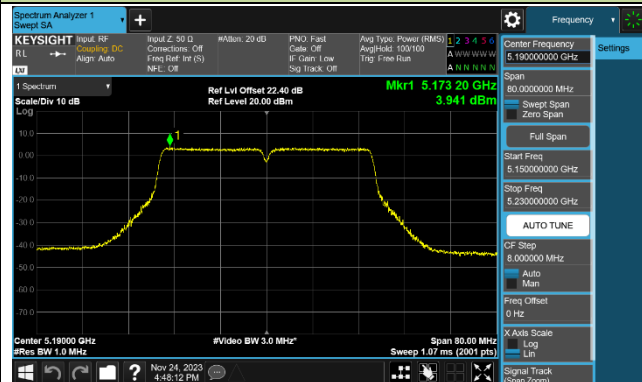 Spectrum Analyzer 1
Swept SA
+
Frequency
KEYSIGHT
RL
LXI
Input: RF
Coupling: DC
Align: Auto
Input Z: 50 Ω
Corrections: Off
Freq Ref: Int (S)
NFE: Off
#Atten: 20 dB
PNO: Fast
Gate: Off
IF Gain: Low
Sig Track: Off
Avg Type: Power (RMS)
Avg|Hold: 100/100
Trig: Free Run
1 2 3 4 5 6
A W W W W W
A N N N N N
1 Spectrum
Scale/Div 10 dB
Log
Ref Lvl Offset 22.40 dB
Ref Level 20.00 dBm
Mkr1 5.173 20 GHz
3.941 dBm
1
10.0
0.00
-10.0
-20.0
-30.0
-40.0
-50.0
-60.0
-70.0
Center 5.19000 GHz
#Res BW 1.0 MHz
#Video BW 3.0 MHz*
Span 80.00 MHz
Sweep 1.07 ms (2001 pts)
Nov 24, 2023
4:48:12 PM
?
Center Frequency
5.190000000 GHz
Settings
Span
80.0000000 MHz
Swept Span
Zero Span
Full Span
Start Freq
5.150000000 GHz
Stop Freq
5.230000000 GHz
AUTO TUNE
CF Step
8.000000 MHz
Auto
Man
Freq Offset
0 Hz
X Axis Scale
Log
Lin
Signal Track
(Span Zoom)